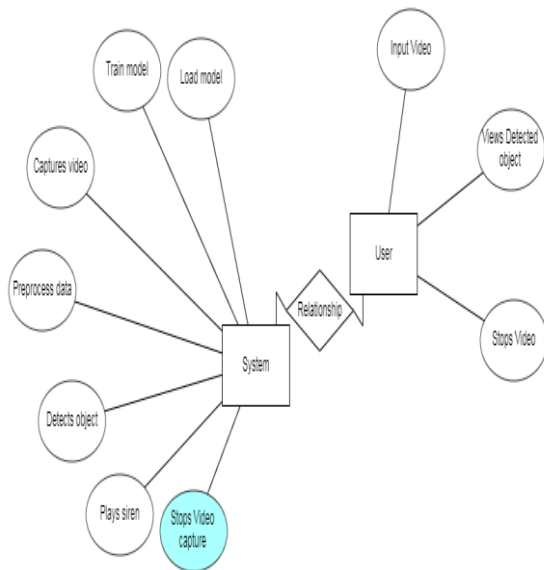 Input Video
Train model
Load model
Views Detected
object
Captures video
User
Preprocess data
Relationship
Stops Video
System
Detects object
Plays siren
Stops Video
capture